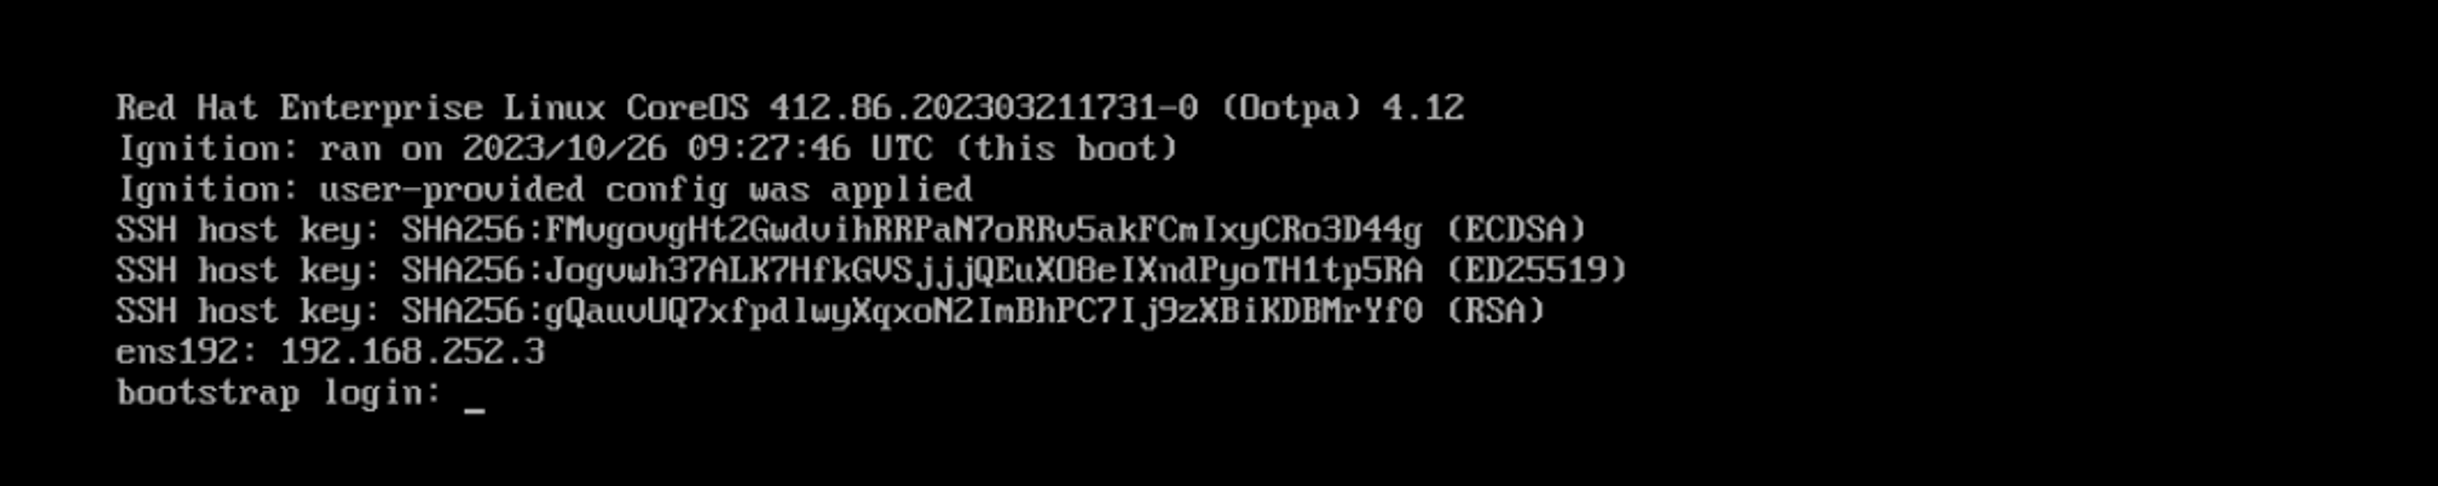 Red Hat Enterprise Linux CoreOS 412.86.202303211731-0 (Ootpa) 4.12
Ignition: ran on 2023/10/26 09:27:46 UTC (this boot)
Ignition: user-provided config was applied
SSH host key: SHA256:FMvgovgHt2GwdvihRRPaN7oRRv5akFCmIxyCRo3D44g (ECDSA)
SSH host key: SHA256:Jogvwh37ALK7HfkGVSjjjQEuXO8eIXndPyoTH1tp5RA (ED25519)
SSH host key: SHA256:gQauvUQ7xfpdlwyXqxoN2ImBhPC7Ij9zXBiKDBMrYf0 (RSA)
ens192: 192.168.252.3
bootstrap login: _